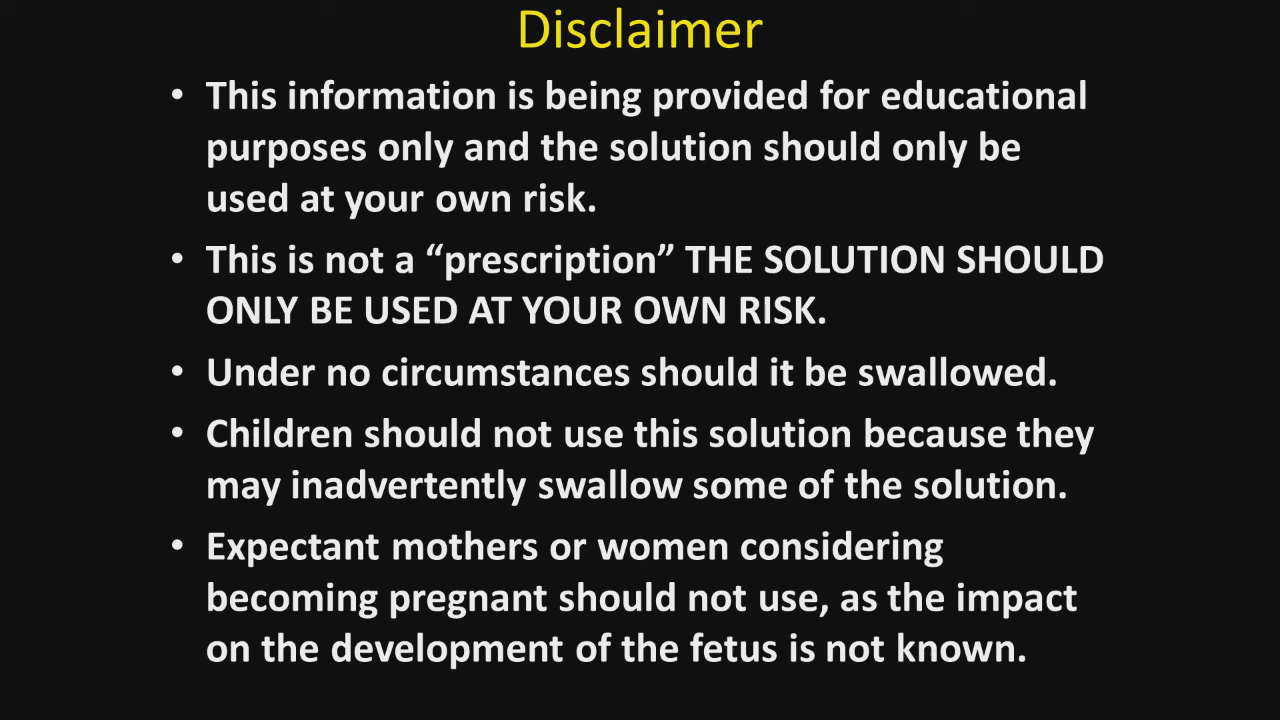 Disclaimer
• This information is being provided for educational
purposes only and the solution should only be
used at your own risk.
• This is not a “prescription” THE SOLUTION SHOULD
ONLY BE USED AT YOUR OWN RISK.
• Under no circumstances should it be swallowed.
• Children should not use this solution because they
may inadvertently swallow some of the solution.
• Expectant mothers or women considering
becoming pregnant should not use, as the impact
on the development of the fetus is not known.